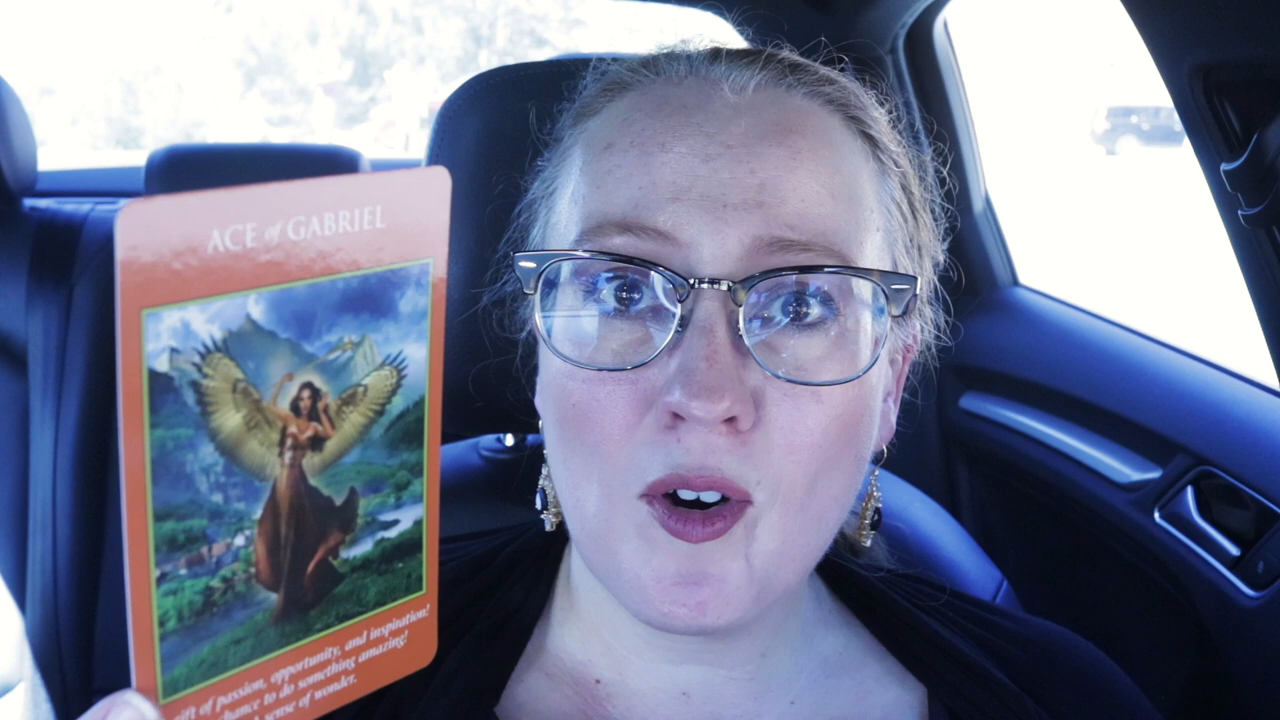 ACE of GABRIEL
gift of passion, opportunity, and inspiration!
chance to do something amazing!
A sense of wonder.